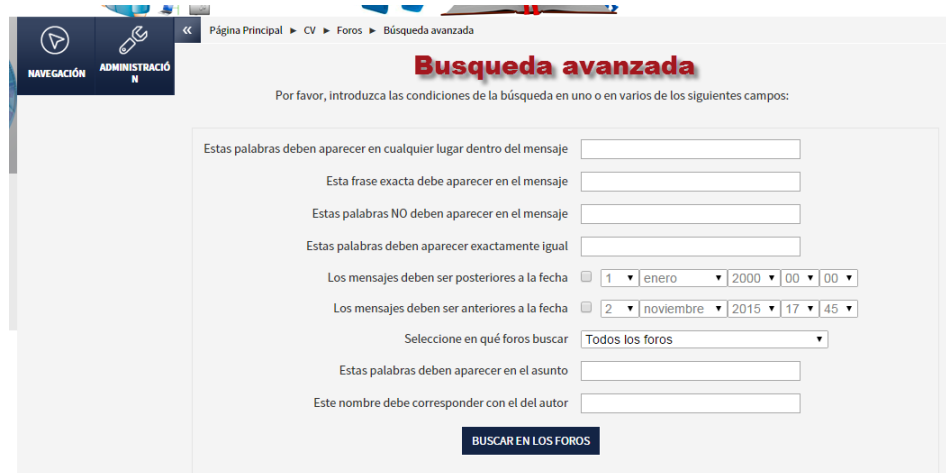 « Página Principal ► CV ► Foros ► Búsqueda avanzada
NAVEGACIÓN
ADMINISTRACIÓ
N
Busqueda avanzada
Por favor, introduzca las condiciones de la búsqueda en uno o en varios de los siguientes campos:
Estas palabras deben aparecer en cualquier lugar dentro del mensaje
Esta frase exacta debe aparecer en el mensaje
Estas palabras NO deben aparecer en el mensaje
Estas palabras deben aparecer exactamente igual
Los mensajes deben ser posteriores a la fecha 1 enero 2000 00 00
Los mensajes deben ser anteriores a la fecha 2 noviembre 2015 17 45
Seleccione en qué foros buscar Todos los foros
Estas palabras deben aparecer en el asunto
Este nombre debe corresponder con el del autor
BUSCAR EN LOS FOROS